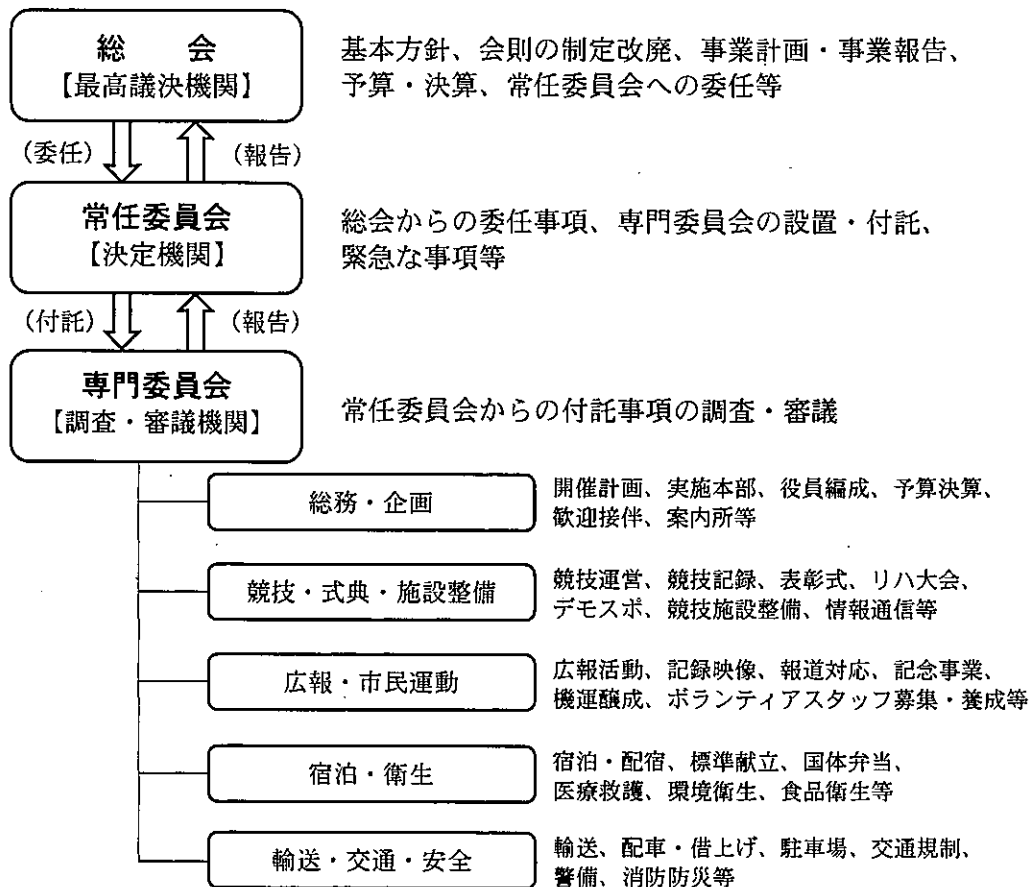 総　　会
【最高議決機関】
基本方針、会則の制定改廃、事業計画・事業報告、
予算・決算、常任委員会への委任等
（委任）
（報告）
常任委員会
【決定機関】
総会からの委任事項、専門委員会の設置・付託、
緊急な事項等
（付託）
（報告）
専門委員会
【調査・審議機関】
常任委員会からの付託事項の調査・審議
総務・企画
開催計画、実施本部、役員編成、予算決算、
歓迎接伴、案内所等
競技・式典・施設整備
競技運営、競技記録、表彰式、リハ大会、
デモスポ、競技施設整備、情報通信等
広報・市民運動
広報活動、記録映像、報道対応、記念事業、
機運醸成、ボランティアスタッフ募集・養成等
宿泊・衛生
宿泊・配宿、標準献立、国体弁当、
医療救護、環境衛生、食品衛生等
輸送・交通・安全
輸送、配車・借上げ、駐車場、交通規制、
警備、消防防災等